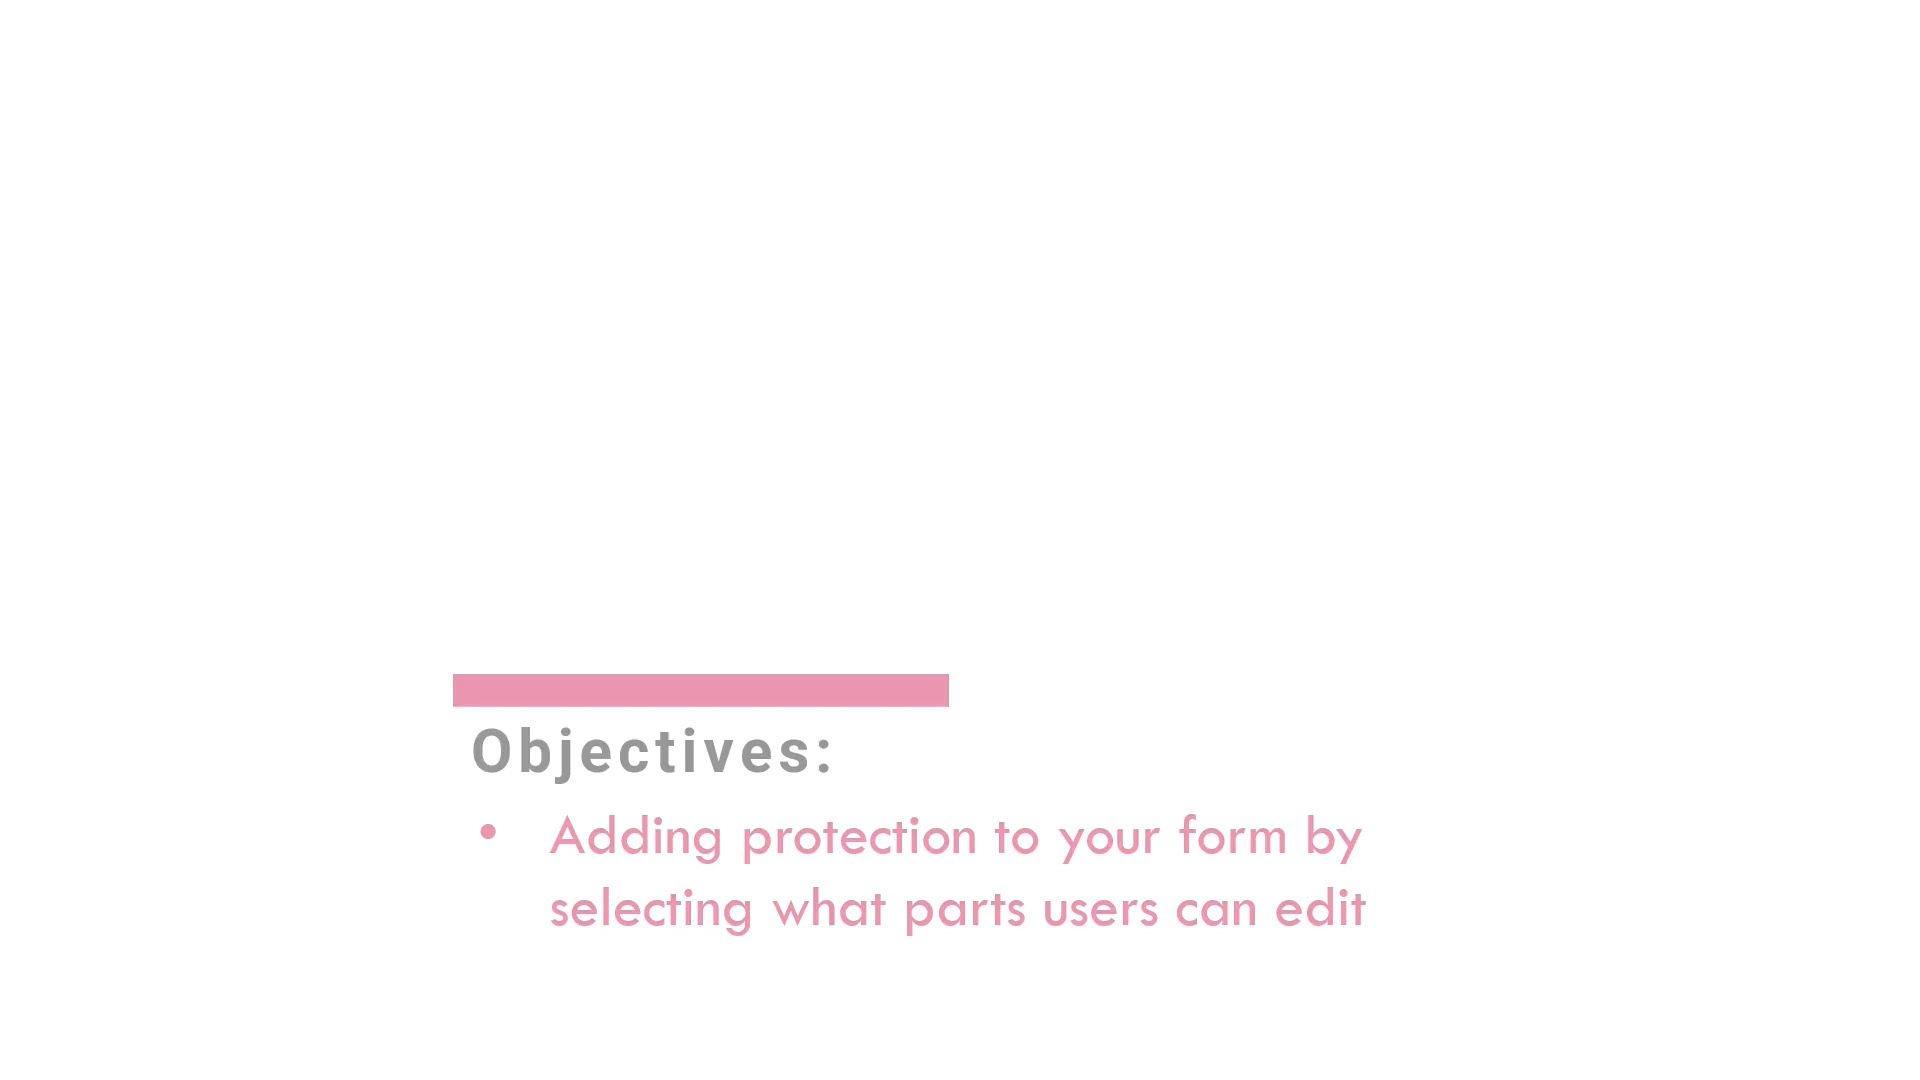 Objectives:
• Adding protection to your form by
selecting what parts users can edit